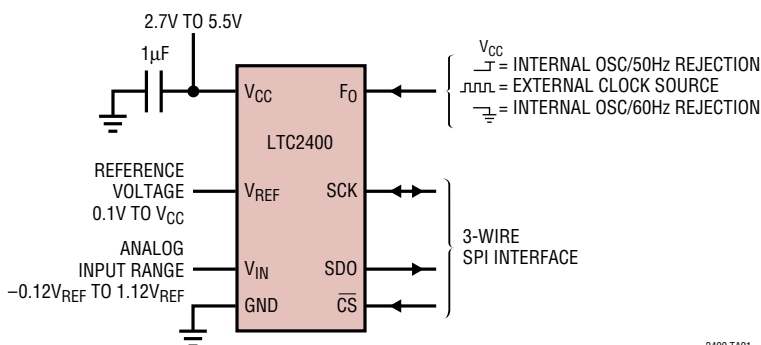 2.7V TO 5.5V
1µF
VCC
FO
LTC2400
REFERENCE
VOLTAGE
0.1V TO VCC
VREF
SCK
ANALOG
INPUT RANGE
–0.12VREF TO 1.12VREF
VIN
SDO
GND
CS
VCC
= INTERNAL OSC/50Hz REJECTION
= EXTERNAL CLOCK SOURCE
= INTERNAL OSC/60Hz REJECTION
3-WIRE
SPI INTERFACE
2400 TA01